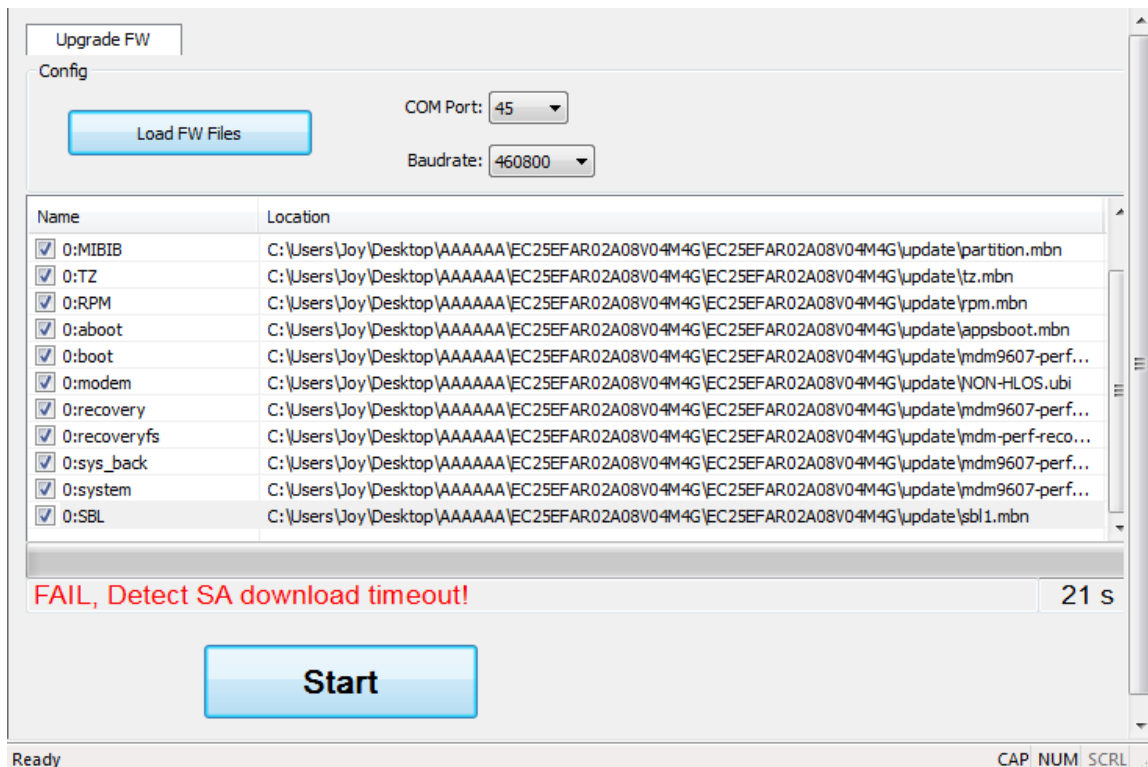 Upgrade FW
Config
Load FW Files
COM Port: 45
Baudrate: 460800
Name Location
0:MIBIB C:\Users\Joy\Desktop\AAAAAA\EC25EFAR02A08V04M4G\EC25EFAR02A08V04M4G\update\partition.mbn
0:TZ C:\Users\Joy\Desktop\AAAAAA\EC25EFAR02A08V04M4G\EC25EFAR02A08V04M4G\update\tz.mbn
0:RPM C:\Users\Joy\Desktop\AAAAAA\EC25EFAR02A08V04M4G\EC25EFAR02A08V04M4G\update\rpm.mbn
0:aboot C:\Users\Joy\Desktop\AAAAAA\EC25EFAR02A08V04M4G\EC25EFAR02A08V04M4G\update\appsboot.mbn
0:boot C:\Users\Joy\Desktop\AAAAAA\EC25EFAR02A08V04M4G\EC25EFAR02A08V04M4G\update\mdm9607-perf...
0:modem C:\Users\Joy\Desktop\AAAAAA\EC25EFAR02A08V04M4G\EC25EFAR02A08V04M4G\update\NON-HLOS.ubi
0:recovery C:\Users\Joy\Desktop\AAAAAA\EC25EFAR02A08V04M4G\EC25EFAR02A08V04M4G\update\mdm9607-perf...
0:recoveryfs C:\Users\Joy\Desktop\AAAAAA\EC25EFAR02A08V04M4G\EC25EFAR02A08V04M4G\update\mdm-perf-reco...
0:sys_back C:\Users\Joy\Desktop\AAAAAA\EC25EFAR02A08V04M4G\EC25EFAR02A08V04M4G\update\mdm9607-perf...
0:system C:\Users\Joy\Desktop\AAAAAA\EC25EFAR02A08V04M4G\EC25EFAR02A08V04M4G\update\mdm9607-perf...
0:SBL C:\Users\Joy\Desktop\AAAAAA\EC25EFAR02A08V04M4G\EC25EFAR02A08V04M4G\update\sbl1.mbn
FAIL, Detect SA download timeout! 21 s
Start
Ready CAP NUM SCRL